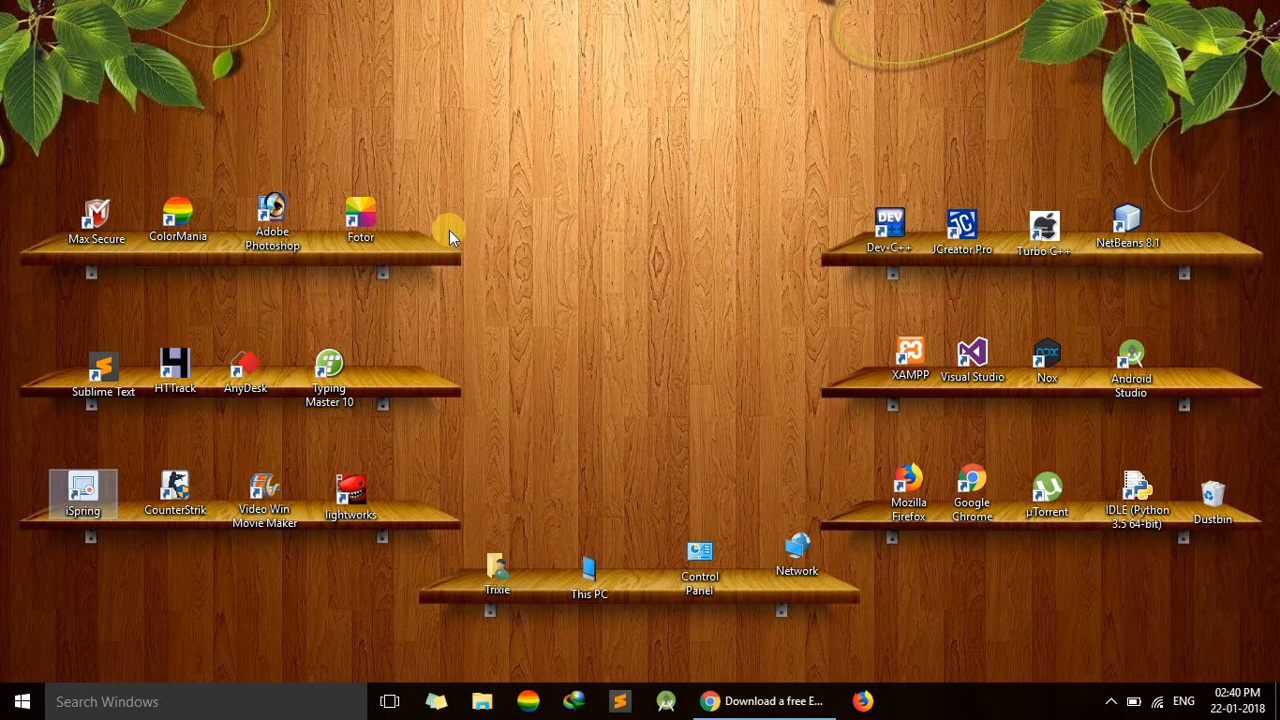 Max Secure
ColorMania
Adobe
Photoshop
Fotor
DEV
Dev-C++
JC
JCreator Pro
Turbo C++
NetBeans 8.1
Sublime Text
HTTrack
AnyDesk
Typing
Master 10
XAMPP
Visual Studio
nox
Nox
Android
Studio
iSpring
CounterStrik
Video Win
Movie Maker
lightworks
Mozilla
Firefox
Google
Chrome
µTorrent
IDLE (Python
3.5 64-bit)
Dustbin
Trixie
This PC
Control
Panel
Network
Search Windows
Download a free E...
ENG
02:40 PM
22-01-2018